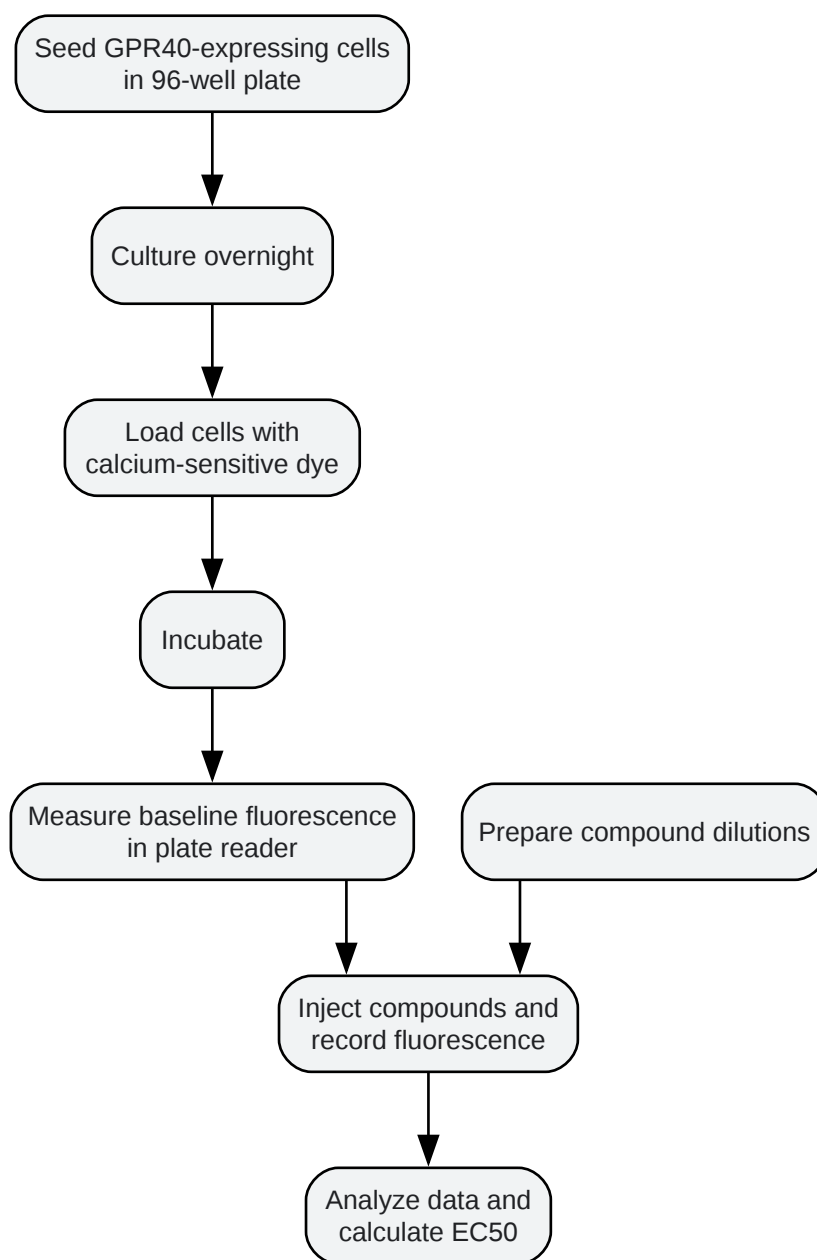 Seed GPR40-expressing cells
in 96-well plate
Culture overnight
Load cells with
calcium-sensitive dye
Incubate
Measure baseline fluorescence
in plate reader
Prepare compound dilutions
Inject compounds and
record fluorescence
Analyze data and
calculate EC50